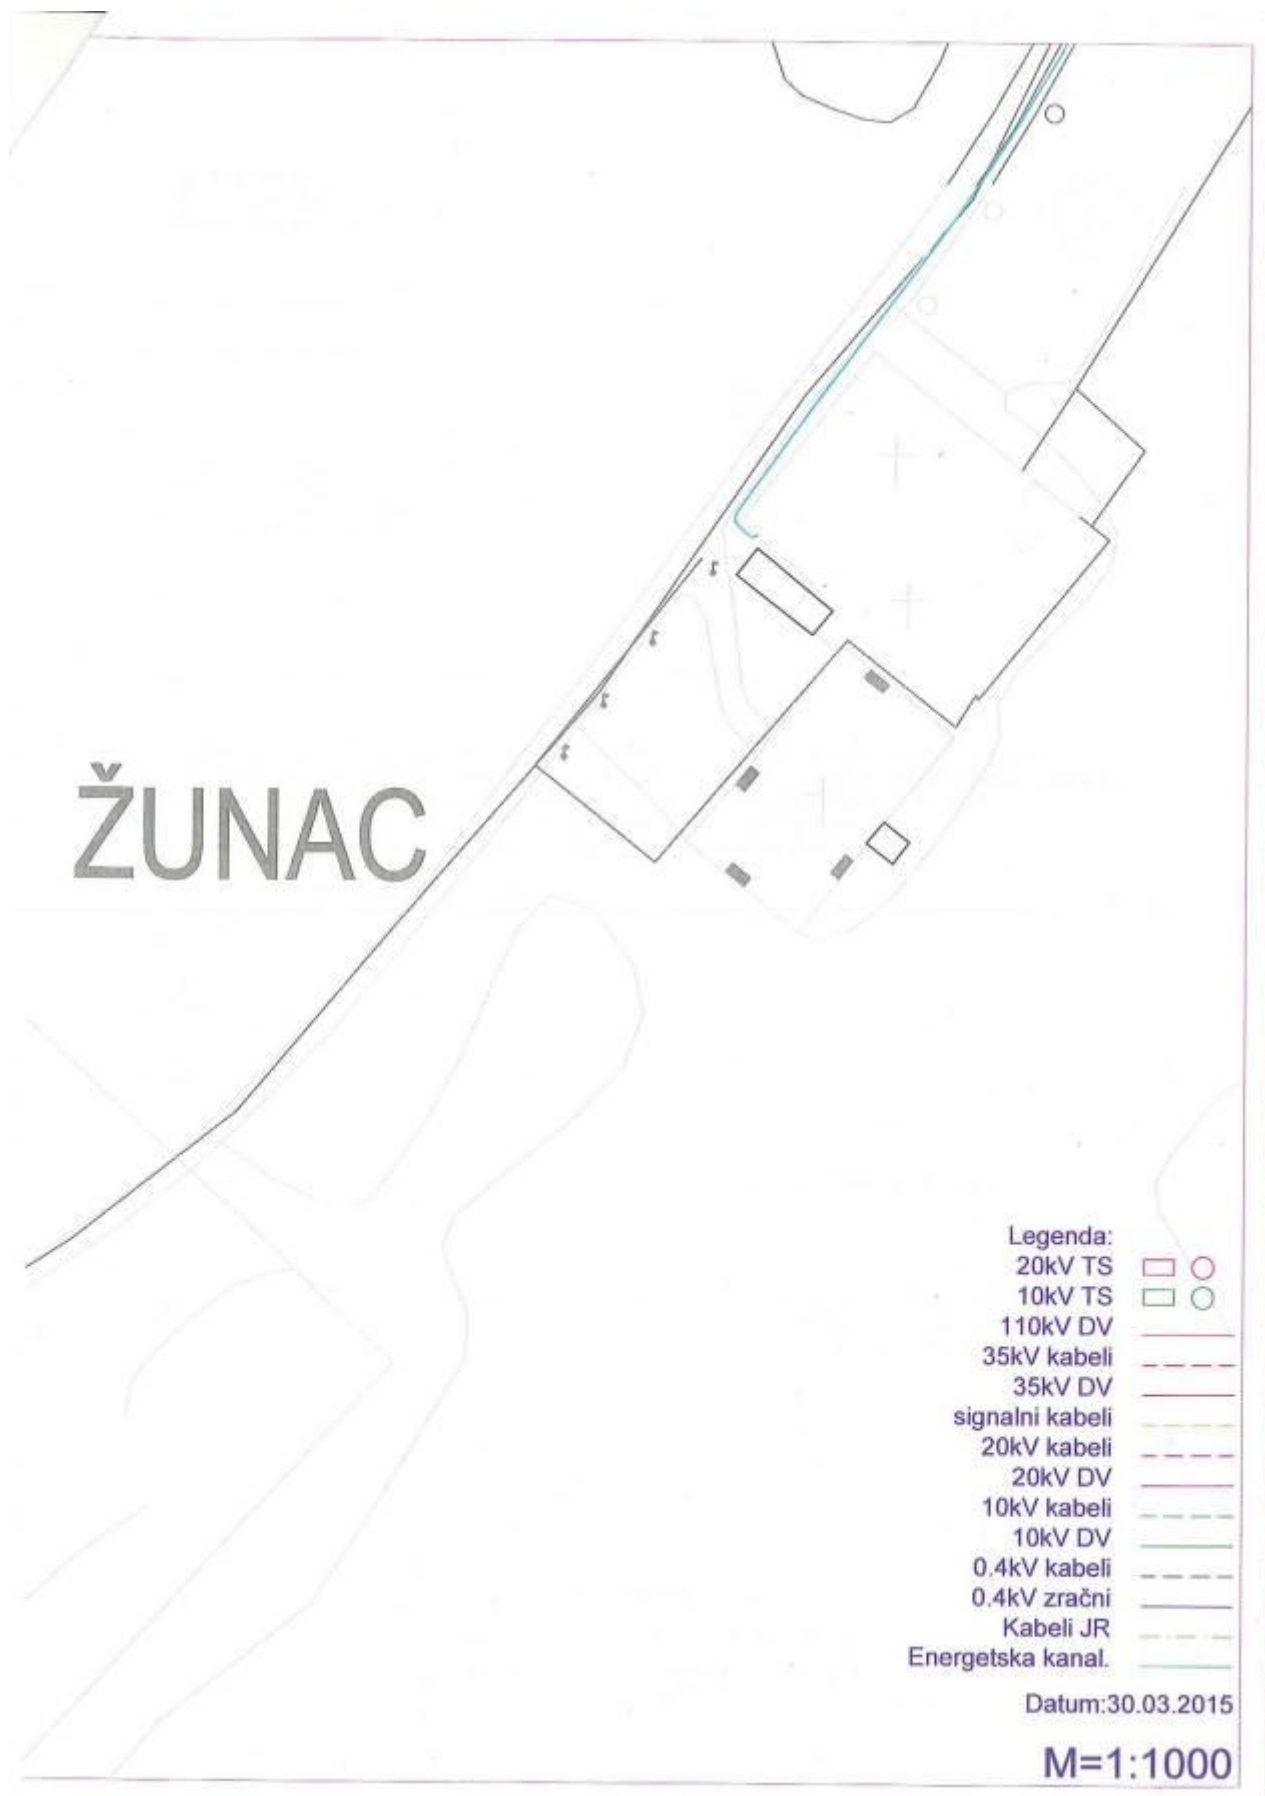 ŽUNAC
Legenda:
20kV TS
10kV TS
110kV DV
35kV kabeli
35kV DV
signalni kabeli
20kV kabeli
20kV DV
10kV kabeli
10kV DV
0.4kV kabeli
0.4kV zračni
Kabeli JR
Energetska kanal.
Datum:30.03.2015
M=1:1000